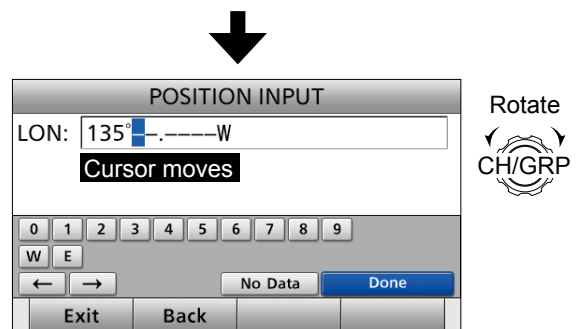 POSITION INPUT
Rotate
LON: 135°--.----W
CH/GRP
Cursor moves
0 1 2 3 4 5 6 7 8 9
W E
← → No Data Done
Exit Back